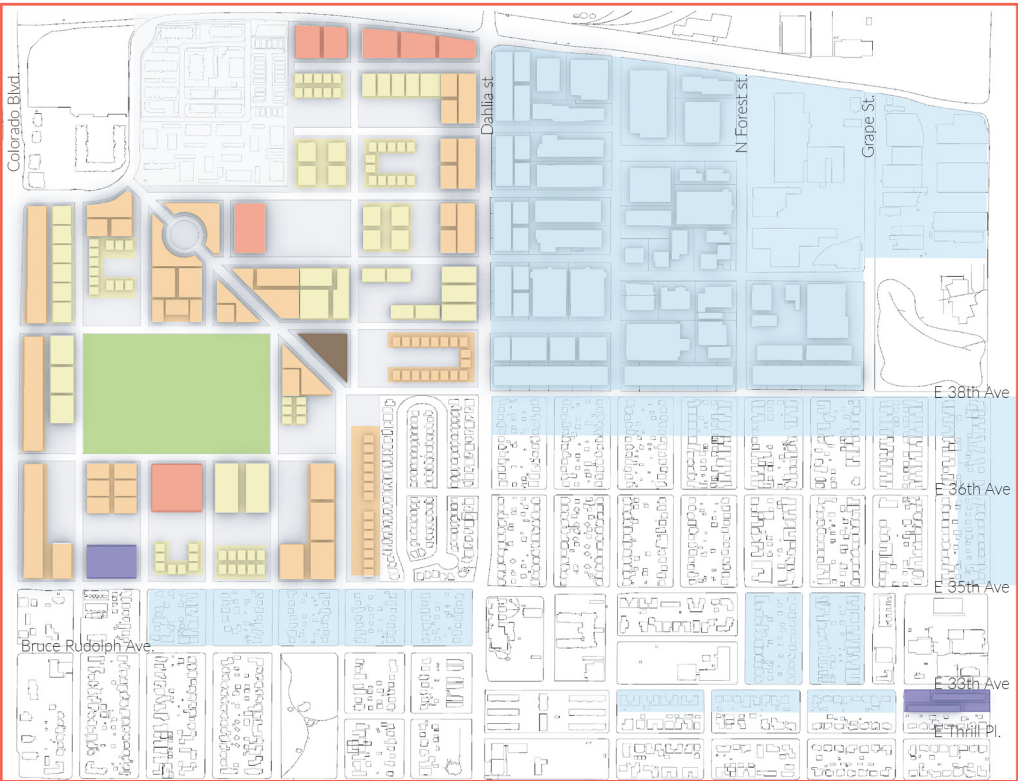 Colorado Blvd.
Dahlia st
N Forest st.
Grape St.
E 38th Ave
E 36th Ave
E 35th Ave
Bruce Rudolph Ave.
E 33th Ave
E Thrill Pl.